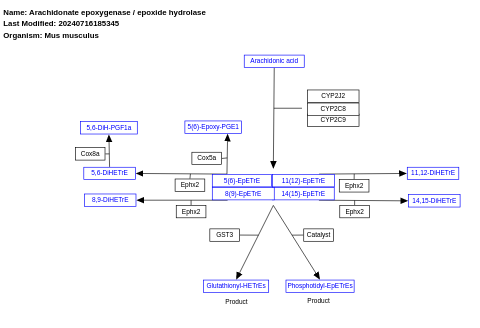 Name: Arachidonate epoxygenase / epoxide hydrolase
Last Modified: 20240716185345
Organism: Mus musculus
Arachidonic acid
CYP2J2
CYP2C8
CYP2C9
5,6-DiH-PGF1a
5(6)-Epoxy-PGE1
Cox8a
Cox5a
5,6-DiHETrE
5(6)-EpETrE
11(12)-EpETrE
11,12-DiHETrE
Ephx2
Ephx2
8,9-DiHETrE
8(9)-EpETrE
14(15)-EpETrE
14,15-DiHETrE
Ephx2
Ephx2
GST3
Catalyst
Glutathionyl-HETrEs
Phosphotidyl-EpETrEs
Product
Product